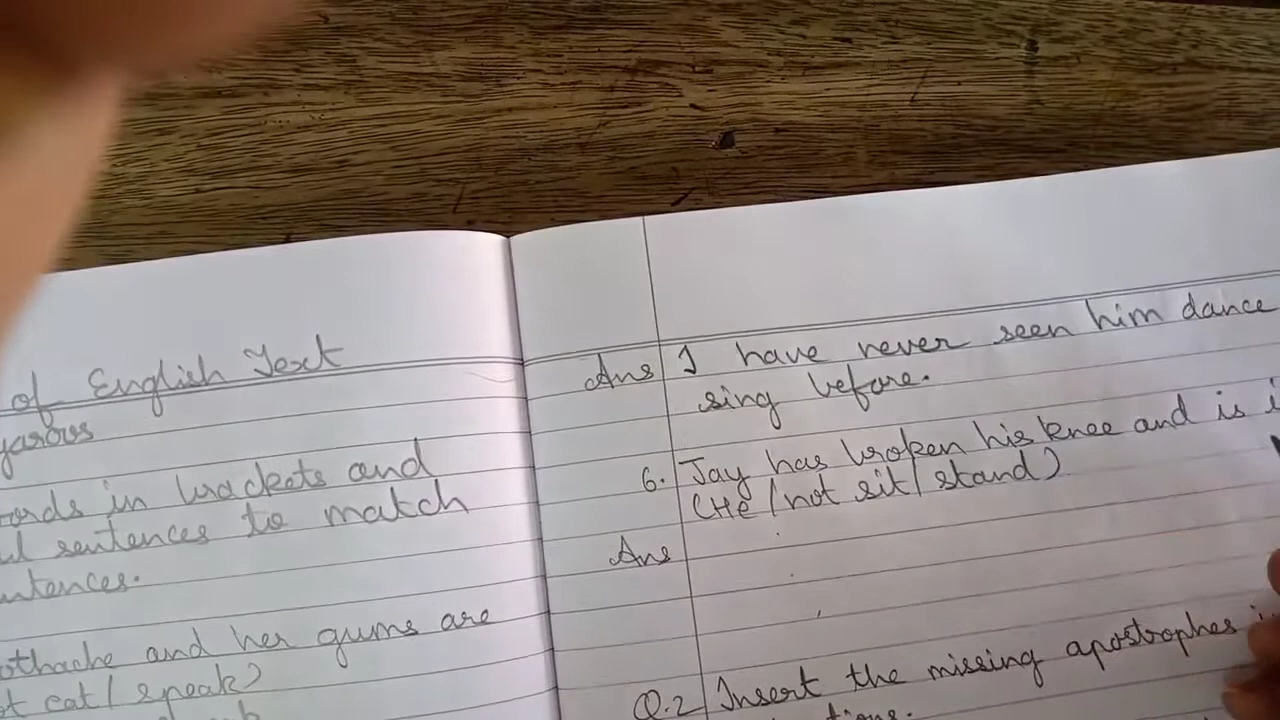 of English Text
ords in brackets and
sentences to match
ntences.
othache and her gums are
eat / speak)
Ans I have never seen him dance
sing before.
6. Jay has broken his knee and is
(He / not sit / stand)
Ans
Q.2 Insert the missing apostrophes